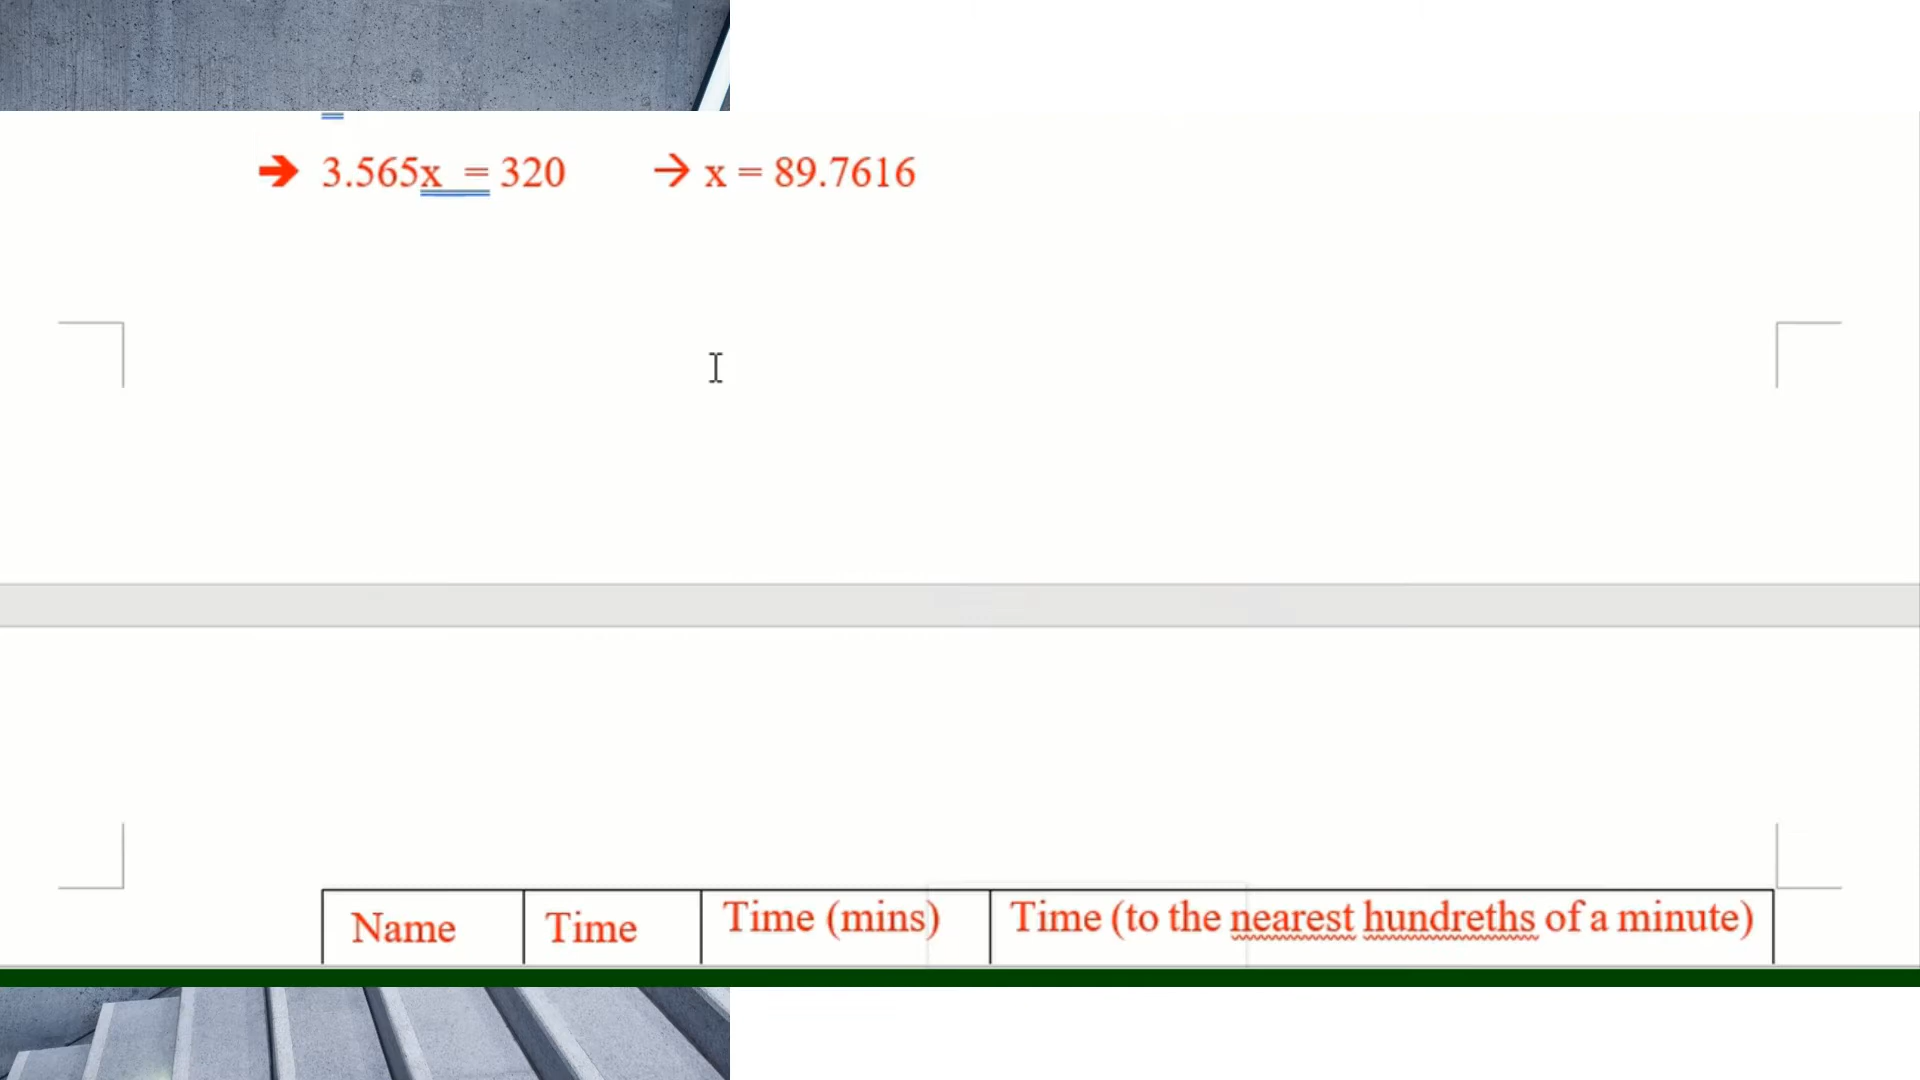 ➔ 3.565x = 320 → x = 89.7616
Name Time Time (mins) Time (to the nearest hundreths of a minute)